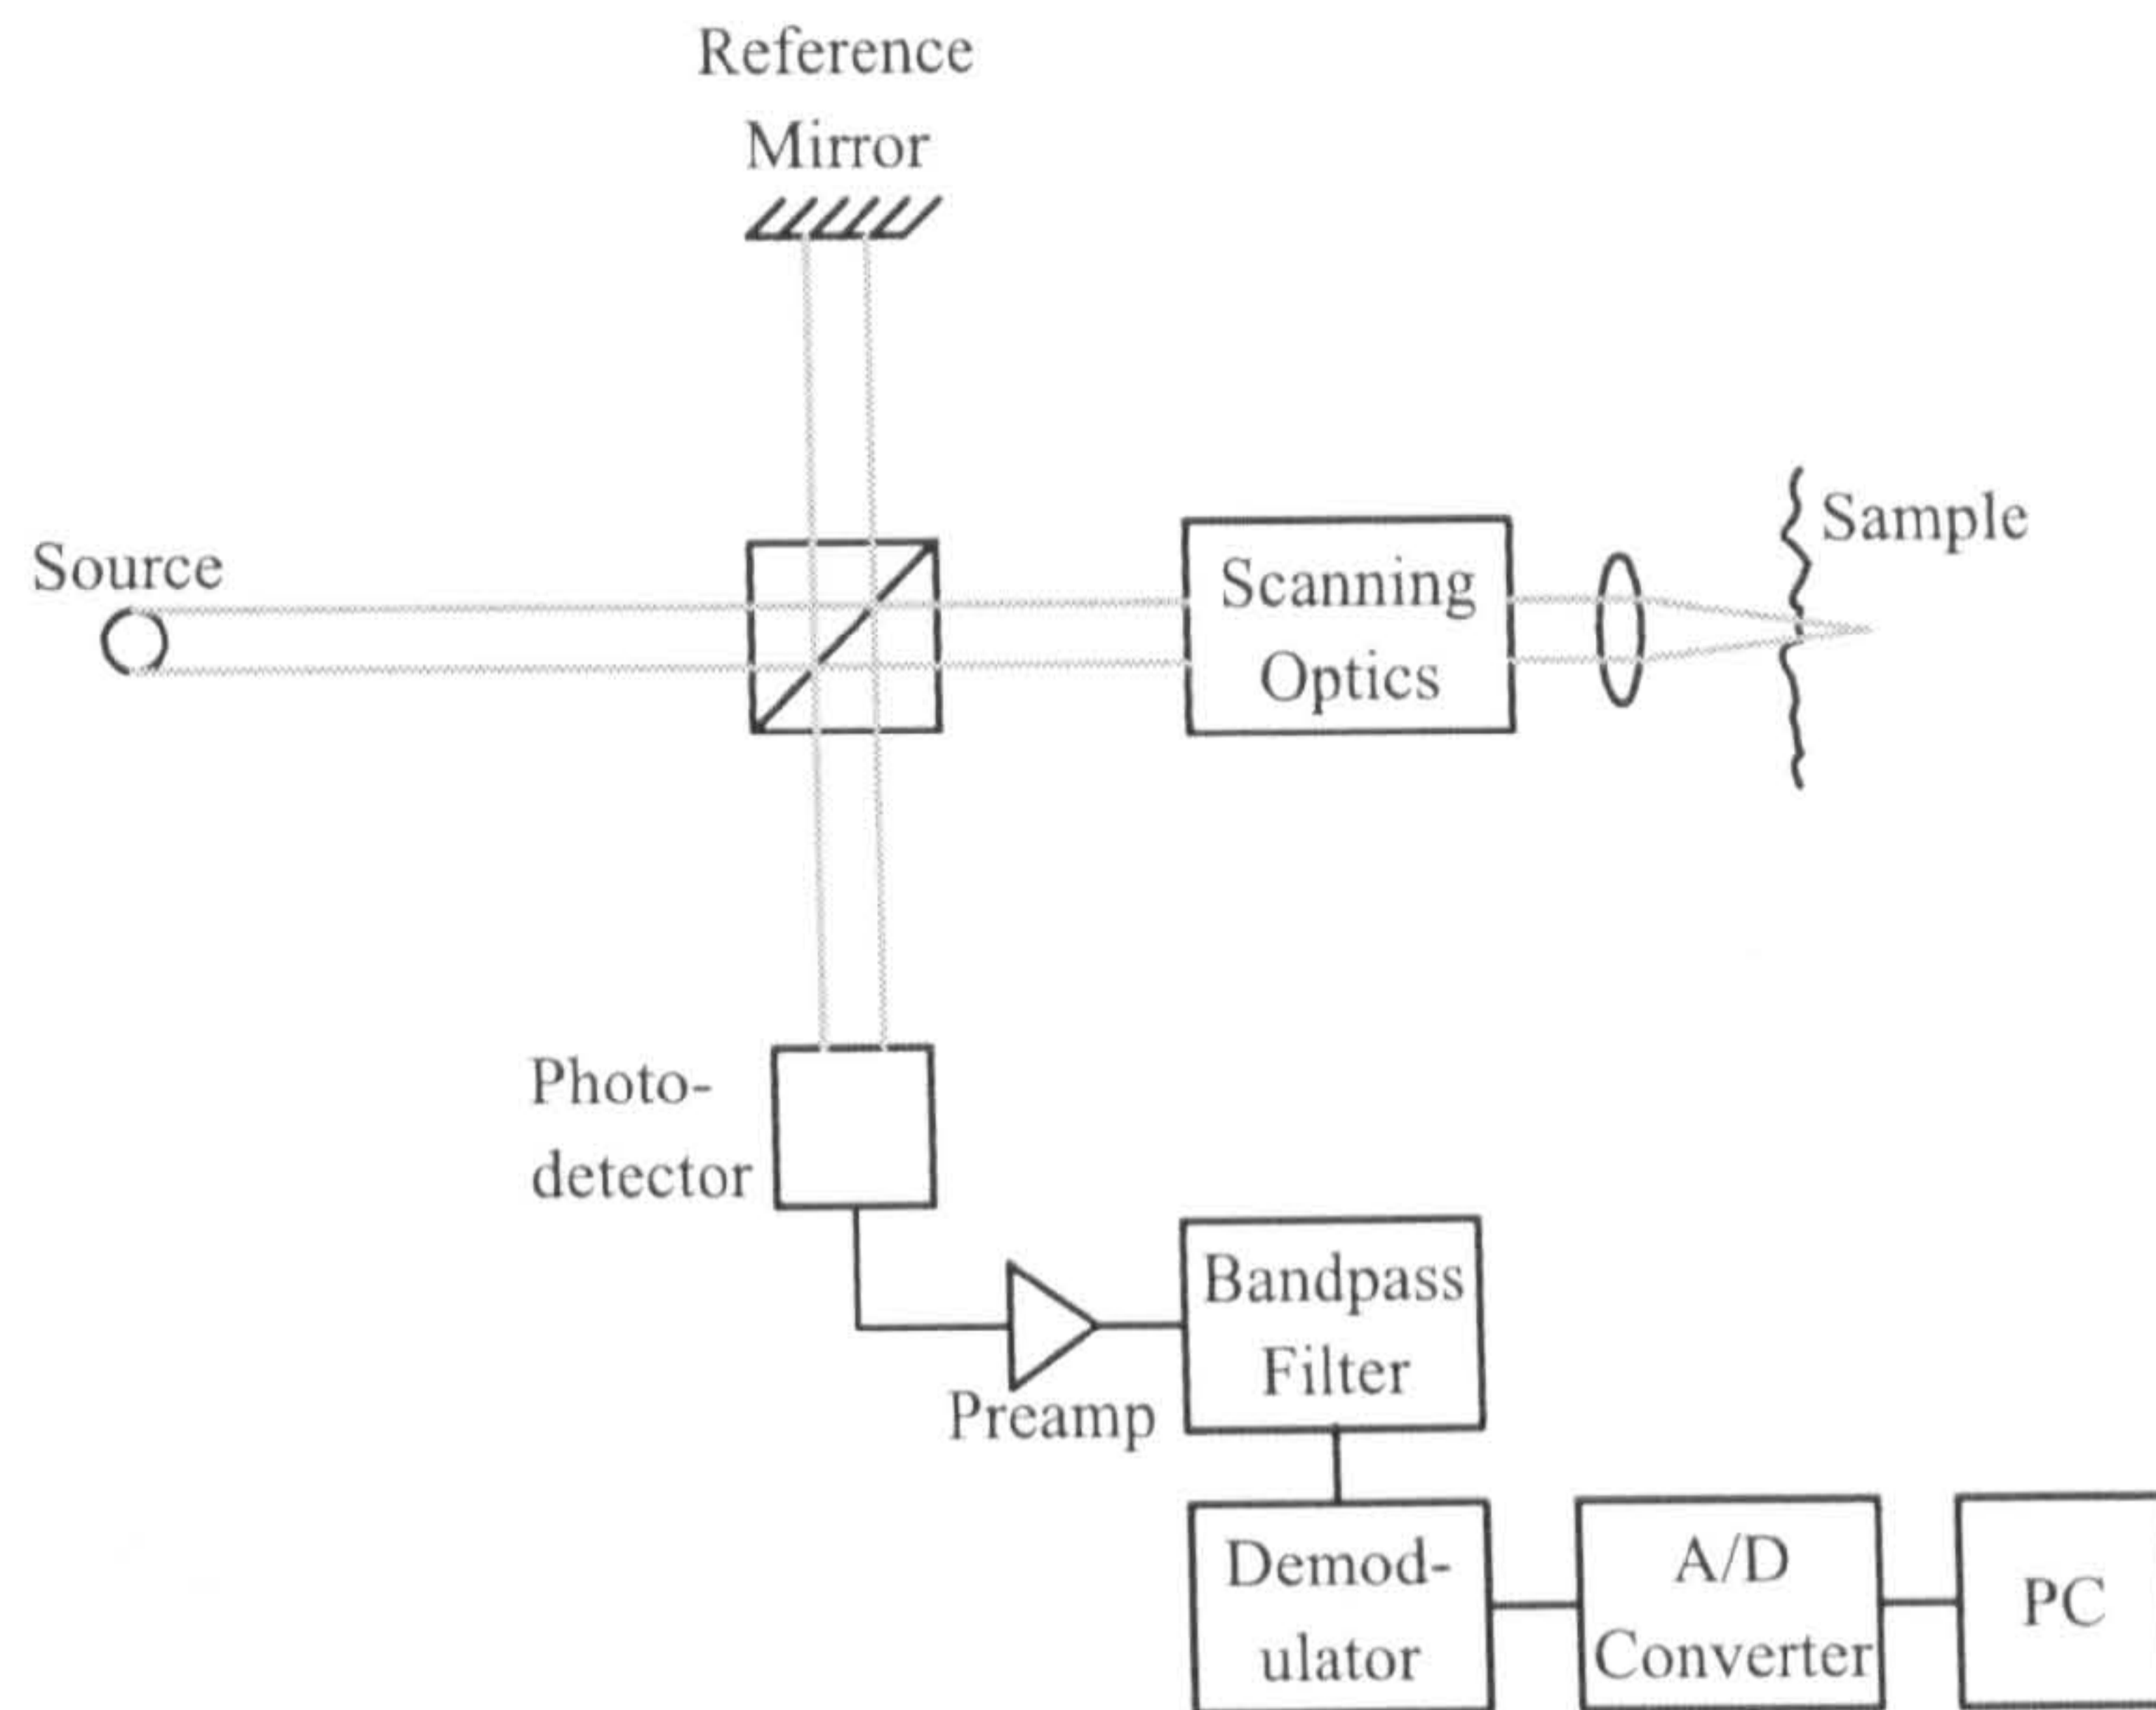 Reference
Mirror
Source
Scanning
Optics
Sample
Photo-
detector
Preamp
Bandpass
Filter
Demod-
ulator
A/D
Converter
PC